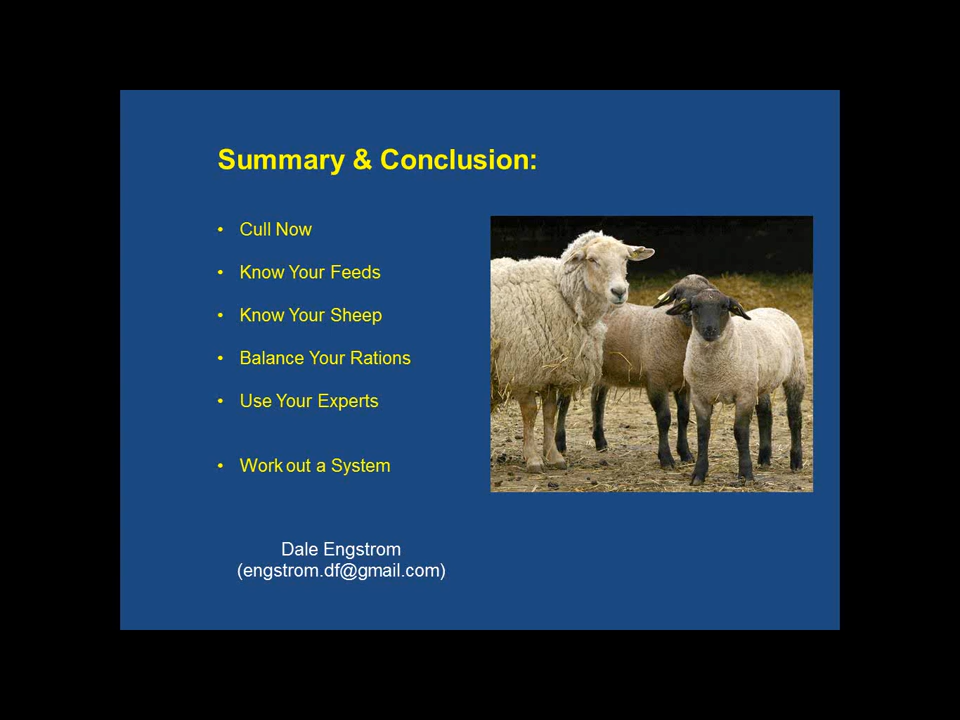 Summary & Conclusion:
• Cull Now
• Know Your Feeds
• Know Your Sheep
• Balance Your Rations
• Use Your Experts
• Work out a System
Dale Engstrom
(engstrom.df@gmail.com)